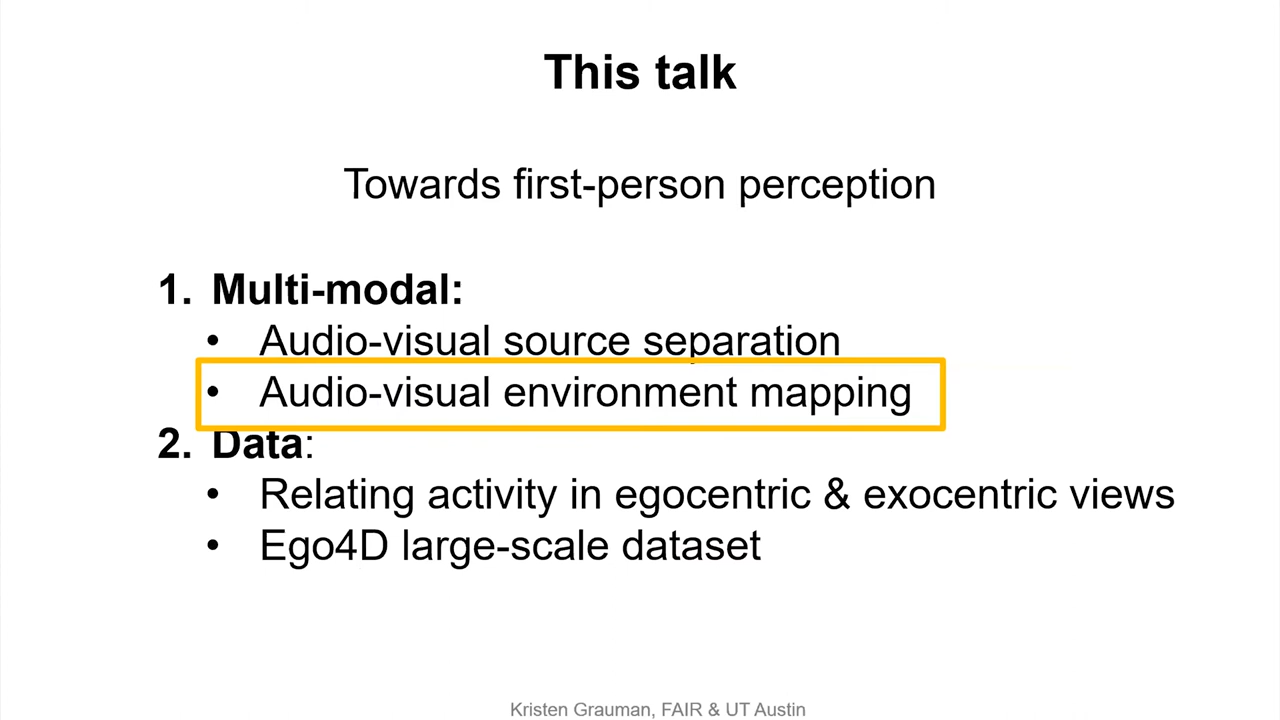 This talk
Towards first-person perception
1. Multi-modal:
• Audio-visual source separation
• Audio-visual environment mapping
2. Data:
• Relating activity in egocentric & exocentric views
• Ego4D large-scale dataset
Kristen Grauman, FAIR & UT Austin